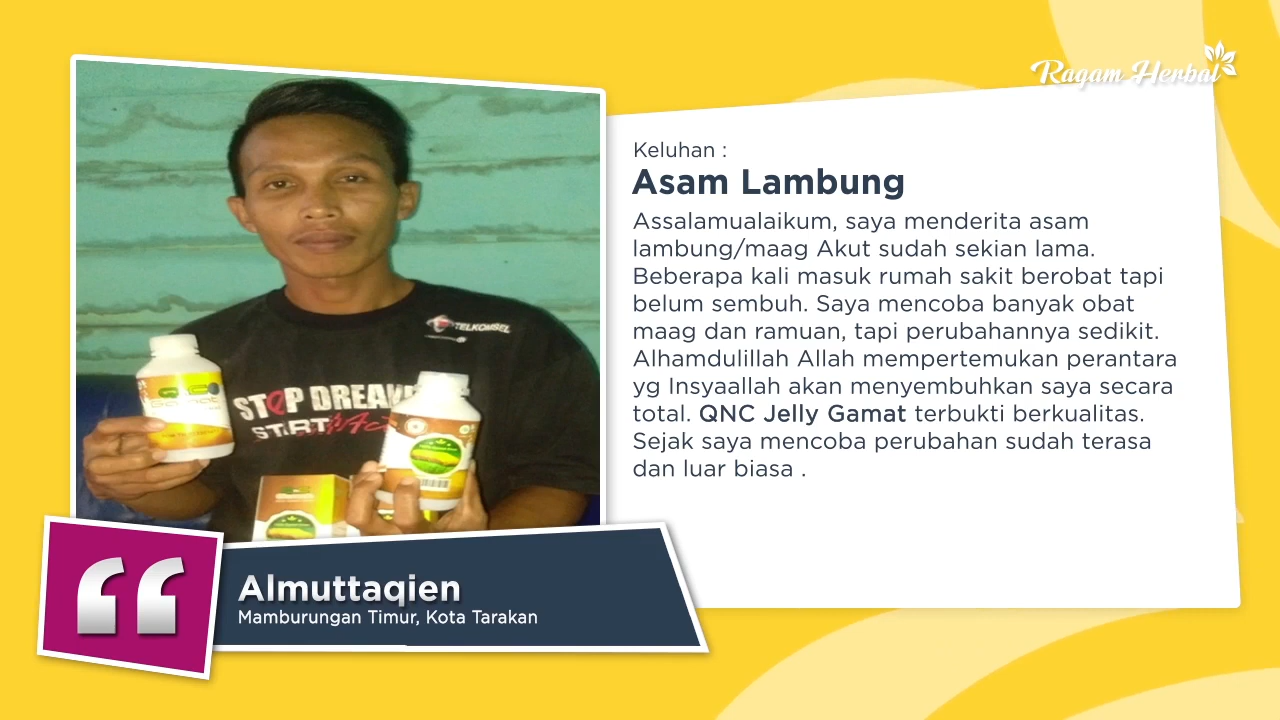 Ragam Herbal
Keluhan :
Asam Lambung
Assalamualaikum, saya menderita asam
lambung/maag Akut sudah sekian lama.
Beberapa kali masuk rumah sakit berobat tapi
belum sembuh. Saya mencoba banyak obat
maag dan ramuan, tapi perubahannya sedikit.
Alhamdulillah Allah mempertemukan perantara
yg Insyaallah akan menyembuhkan saya secara
total. QNC Jelly Gamat terbukti berkualitas.
Sejak saya mencoba perubahan sudah terasa
dan luar biasa .
TELKOMSEL
STOP DREAM
START
Almuttaqien
Mamburungan Timur, Kota Tarakan